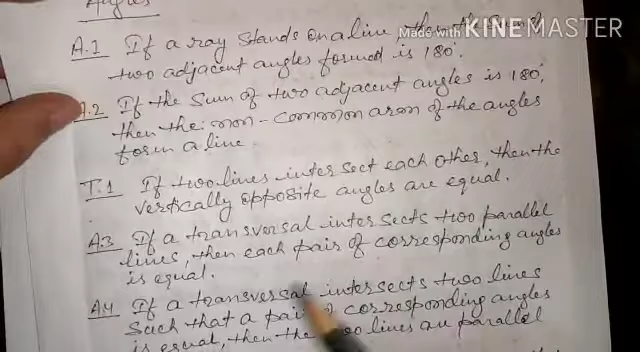 Angles
Made with KINEMASTER
A.1 If a ray stands on a line then the sum of
two adjacent angles formed is 180°.
A.2 If the sum of two adjacent angles is 180°,
then the non-common arm of the angles
form a line
T.1 If two lines intersect each other, then the
vertically opposite angles are equal.
A.3 If a transversal intersects two parallel
lines, then each pair of corresponding angles
is equal.
A4 If a transversal intersects two lines
such that a pair of corresponding angles
is equal, then the two lines are parallel